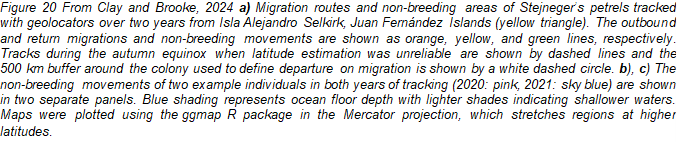 Figure 20 From Clay and Brooke, 2024 a) Migration routes and non-breeding areas of Stejneger's petrels tracked
with geolocators over two years from Isla Alejandro Selkirk, Juan Fernández Islands (yellow triangle). The outbound
and return migrations and non-breeding movements are shown as orange, yellow, and green lines, respectively.
Tracks during the autumn equinox when latitude estimation was unreliable are shown by dashed lines and the
500 km buffer around the colony used to define departure on migration is shown by a white dashed circle. b), c) The
non-breeding movements of two example individuals in both years of tracking (2020: pink, 2021: sky blue) are shown
in two separate panels. Blue shading represents ocean floor depth with lighter shades indicating shallower waters.
Maps were plotted using the ggmap R package in the Mercator projection, which stretches regions at higher
latitudes.